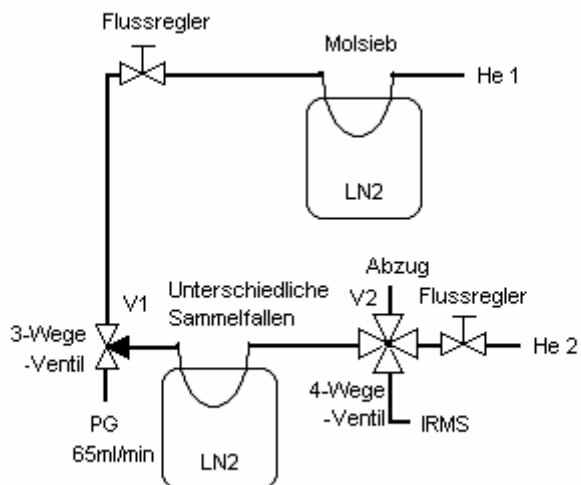 Flussregler
Molsieb
He 1
LN2
V1
Unterschiedliche
Sammelfallen
Abzug
V2
Flussregler
3-Wege
-Ventil
He 2
4-Wege
-Ventil
IRMS
PG
65ml/min
LN2